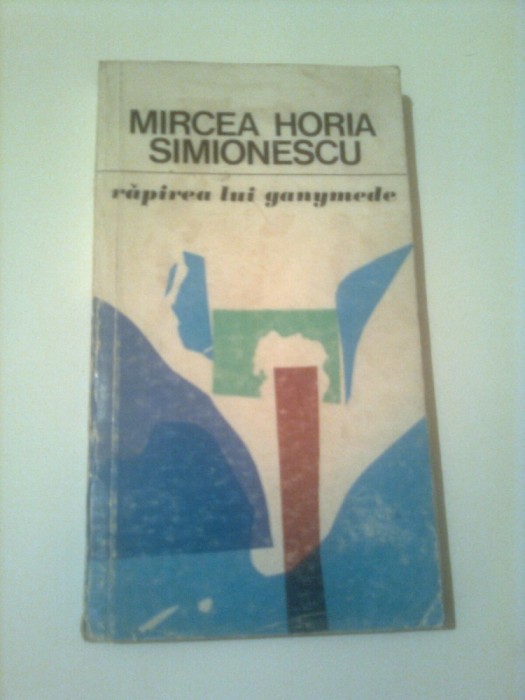 MIRCEA HORIA
SIMIONESCU
răpirea lui ganymede